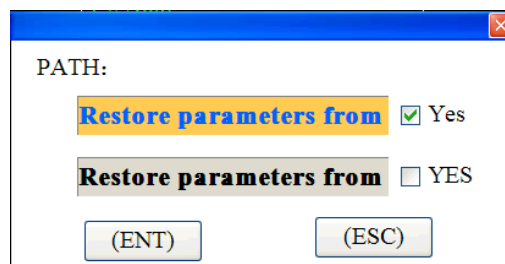 PATH:
Restore parameters from Yes
Restore parameters from YES
(ENT) (ESC)